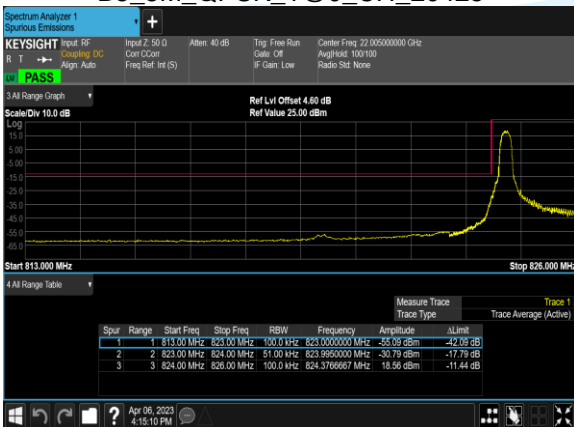 Spectrum Analyzer 1
Spurious Emissions
KEYSIGHT Input: RF Input Z: 50 Ω Atten: 40 dB Trig: Free Run Center Freq: 22.005000000 GHz
R T Coupling: DC Corr CCorr Gate: Off Avg|Hold: 100/100
Align: Auto Freq Ref: Int (S) IF Gain: Low Radio Std: None
LW PASS
3 All Range Graph
Ref Lvl Offset 4.60 dB
Scale/Div 10.0 dB Ref Value 25.00 dBm
Log
15.0
5.00
-5.00
-15.0
-25.0
-35.0
-45.0
-55.0
-65.0
Start 813.000 MHz Stop 826.000 MHz
4 All Range Table
Measure Trace Trace 1
Trace Type Trace Average (Active)
Spur Range Start Freq Stop Freq RBW Frequency Amplitude ΔLimit
1 1 813.00 MHz 823.00 MHz 100.0 kHz 823.0000000 MHz -55.09 dBm -42.09 dB
2 2 823.00 MHz 824.00 MHz 51.00 kHz 823.9950000 MHz -30.79 dBm -17.79 dB
3 3 824.00 MHz 826.00 MHz 100.0 kHz 824.3766667 MHz 18.56 dBm -11.44 dB
Apr 06, 2023
4:15:10 PM